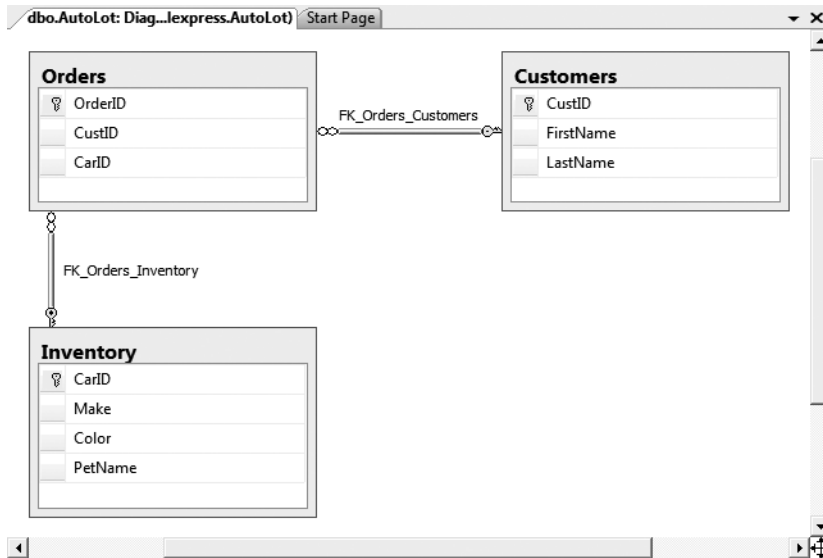 dbo.AutoLot: Diag...lexpress.AutoLot) Start Page
Orders
OrderID
CustID
CarID
FK_Orders_Customers
Customers
CustID
FirstName
LastName
FK_Orders_Inventory
Inventory
CarID
Make
Color
PetName